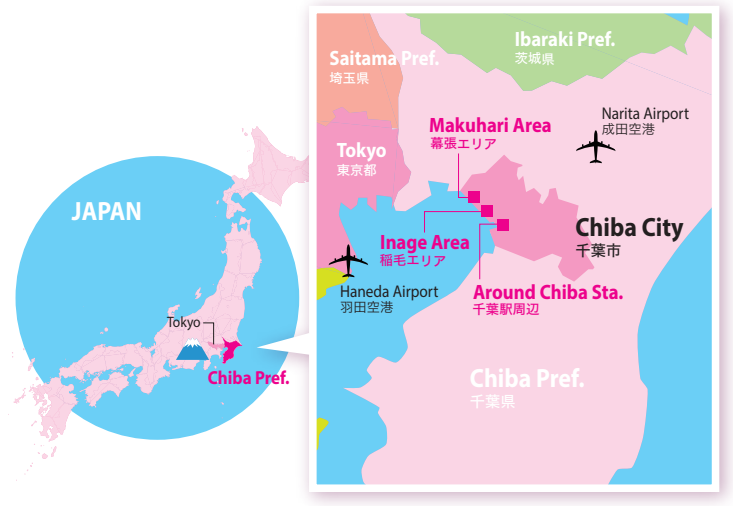 JAPAN
Tokyo
Chiba Pref.
Saitama Pref.
埼玉県
Ibaraki Pref.
茨城県
Tokyo
東京都
Makuhari Area
幕張エリア
Narita Airport
成田空港
Inage Area
稲毛エリア
Chiba City
千葉市
Haneda Airport
羽田空港
Around Chiba Sta.
千葉駅周辺
Chiba Pref.
千葉県